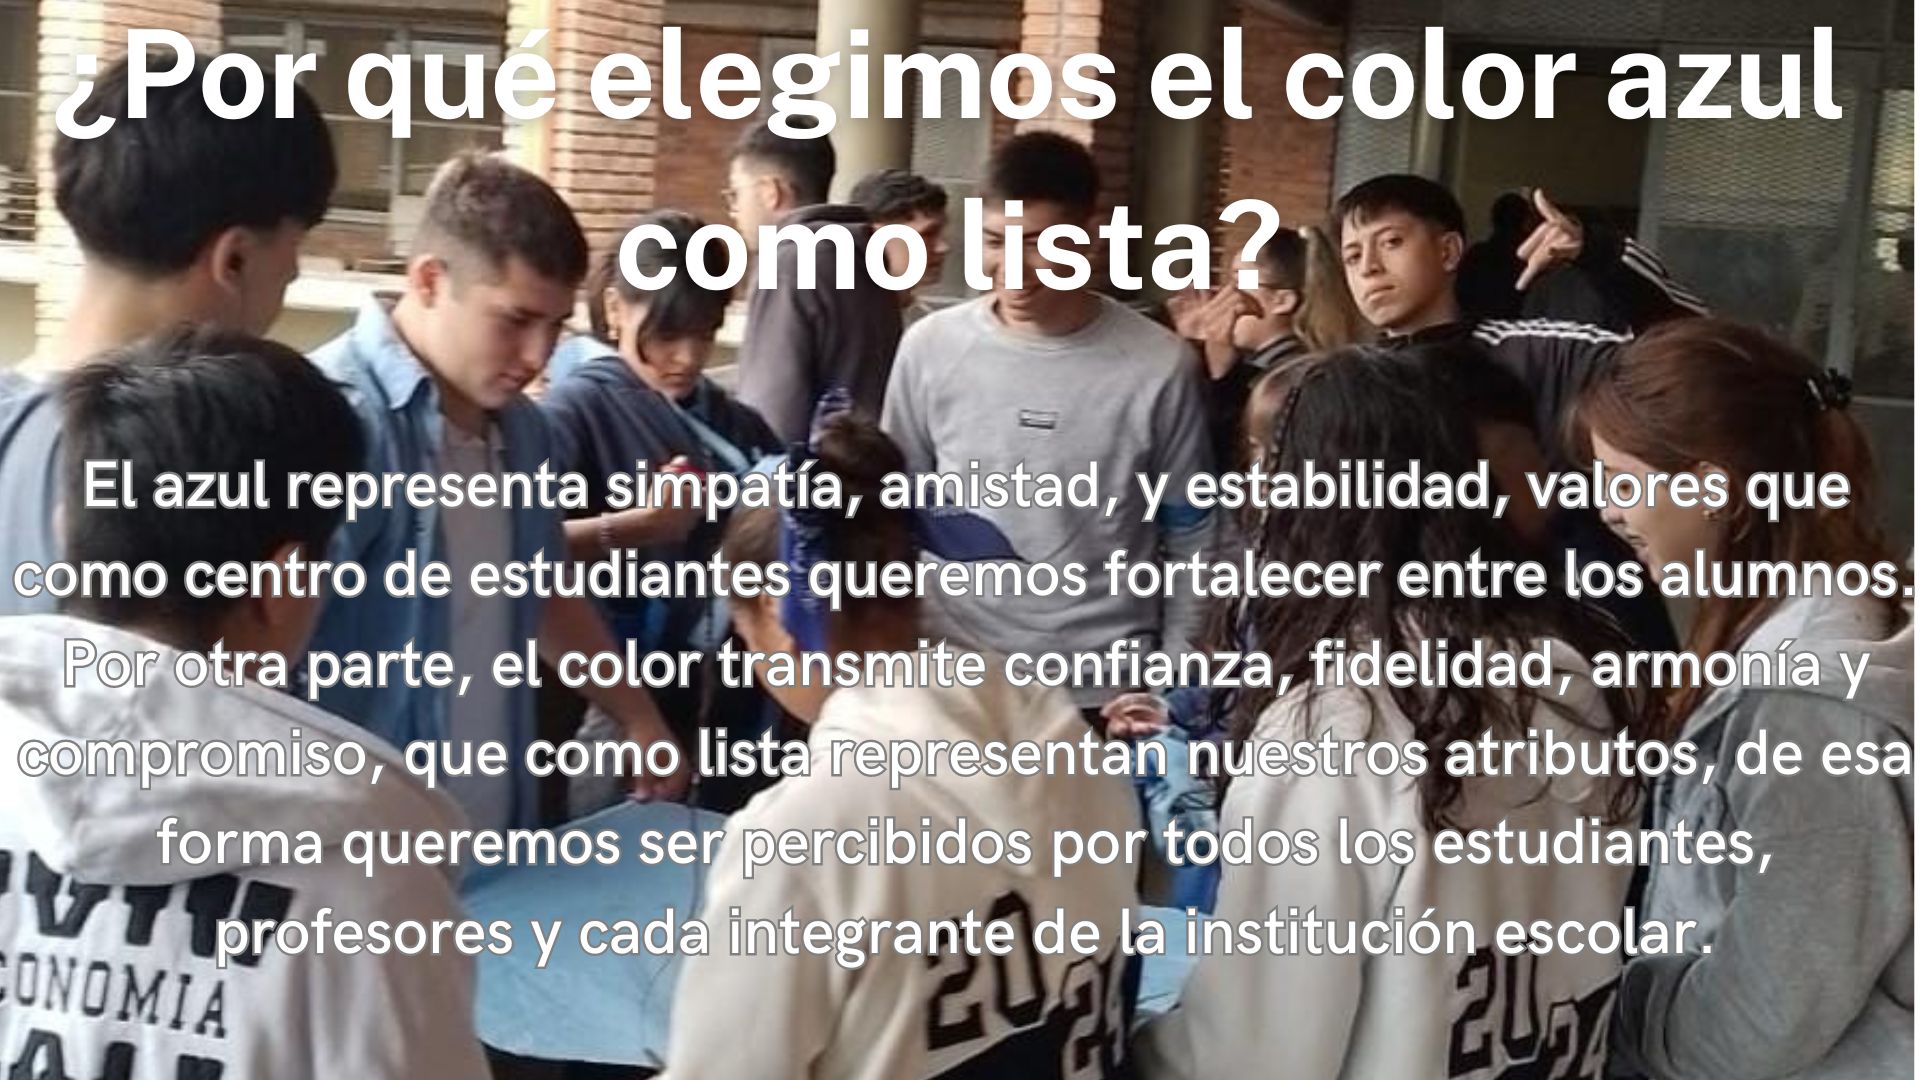 ¿Por qué elegimos el color azul
como lista?
El azul representa simpatía, amistad, y estabilidad, valores que
como centro de estudiantes queremos fortalecer entre los alumnos.
Por otra parte, el color transmite confianza, fidelidad, armonía y
compromiso, que como lista representan nuestros atributos, de esa
forma queremos ser percibidos por todos los estudiantes,
profesores y cada integrante de la institución escolar.
CONOMIA
2024
2024